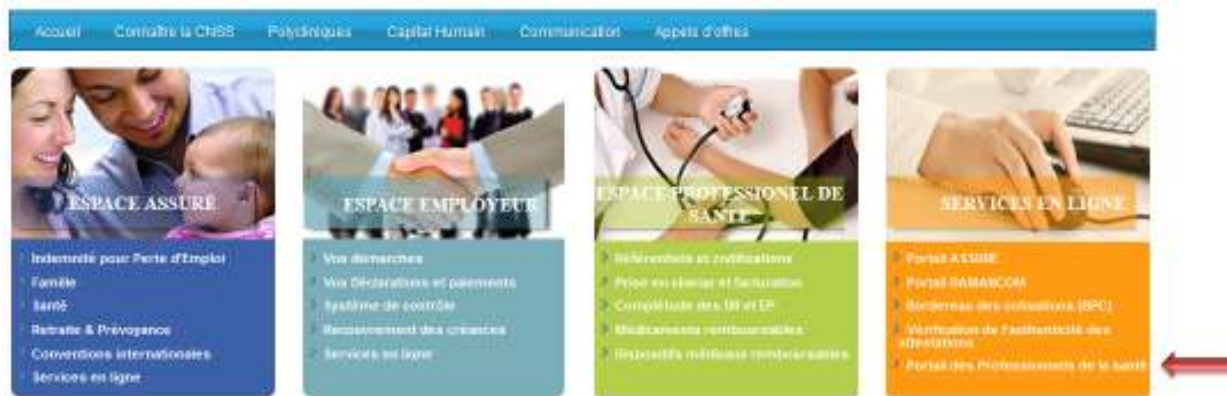 Accueil Connaître la CNSS Polycliniques Capital Humain Communication Appels d'offres
ESPACE ASSURÉ
Indemnité pour Perte d'Emploi
Famille
Santé
Retraite & Prévoyance
Conventions internationales
Services en ligne
ESPACE EMPLOYEUR
Vos démarches
Vos Déclarations et paiements
Système de contrôle
Recouvrement des créances
Services en ligne
ESPACE PROFESSIONEL DE
SANTÉ
Référentiels et codifications
Prise en charge et facturation
Complétude des DR et EP
Médicaments remboursables
Dispositifs médicaux remboursables
SERVICES EN LIGNE
Portail ASSURE
Portail DAMANCOM
Bordereau des cotisations (BPC)
Vérification de l'authenticité des
attestations
Portail des Professionnels de la santé